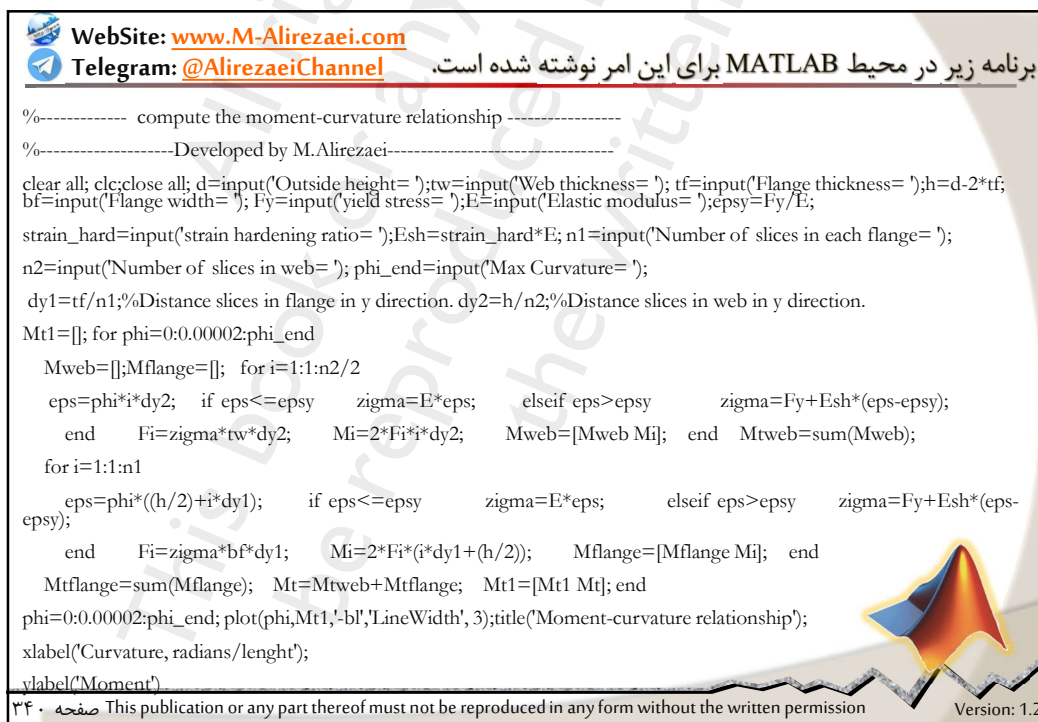 WebSite: www.M-Alirezaei.com
Telegram: @AlirezaeiChannel
برنامه زیر در محیط MATLAB برای این امر نوشته شده است.
%------------- compute the moment-curvature relationship -----------------
%--------------------Developed by M.Alirezaei----------------------------------
clear all; clc;close all; d=input('Outside height= ');tw=input('Web thickness= '); tf=input('Flange thickness= ');h=d-2*tf;
bf=input('Flange width= '); Fy=input('yield stress= ');E=input('Elastic modulus= ');epsy=Fy/E;
strain_hard=input('strain hardening ratio= ');Esh=strain_hard*E; n1=input('Number of slices in each flange= ');
n2=input('Number of slices in web= '); phi_end=input('Max Curvature= ');
dy1=tf/n1;%Distance slices in flange in y direction. dy2=h/n2;%Distance slices in web in y direction.
Mt1=[]; for phi=0:0.00002:phi_end
Mweb=[];Mflange=[]; for i=1:1:n2/2
eps=phi*i*dy2; if eps<=epsy zigma=E*eps; elseif eps>epsy zigma=Fy+Esh*(eps-epsy);
end Fi=zigma*tw*dy2; Mi=2*Fi*i*dy2; Mweb=[Mweb Mi]; end Mtweb=sum(Mweb);
for i=1:1:n1
eps=phi*((h/2)+i*dy1); if eps<=epsy zigma=E*eps; elseif eps>epsy zigma=Fy+Esh*(eps-
epsy);
end Fi=zigma*bf*dy1; Mi=2*Fi*(i*dy1+(h/2)); Mflange=[Mflange Mi]; end
Mtflange=sum(Mflange); Mt=Mtweb+Mtflange; Mt1=[Mt1 Mt]; end
phi=0:0.00002:phi_end; plot(phi,Mt1,'-bl','LineWidth', 3);title('Moment-curvature relationship');
xlabel('Curvature, radians/lenght');
ylabel('Moment')
صفحه ۳۴۰ This publication or any part thereof must not be reproduced in any form without the written permission Version: 1.2